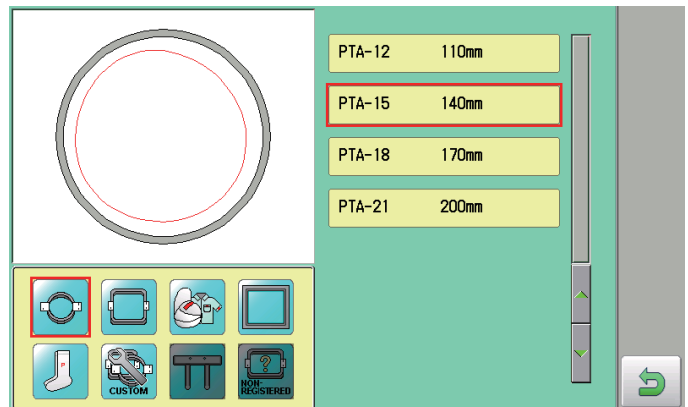 PTA-12 110mm
PTA-15 140mm
PTA-18 170mm
PTA-21 200mm
P
CUSTOM
?
NON-
REGISTERED